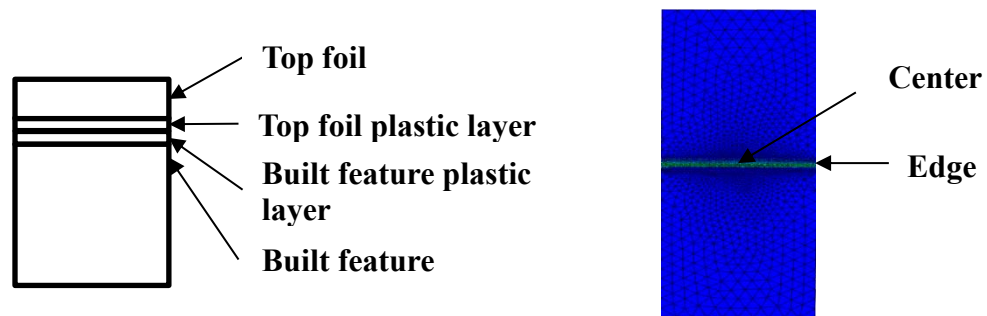 Top foil
Top foil plastic layer
Built feature plastic
layer
Built feature
Center
Edge